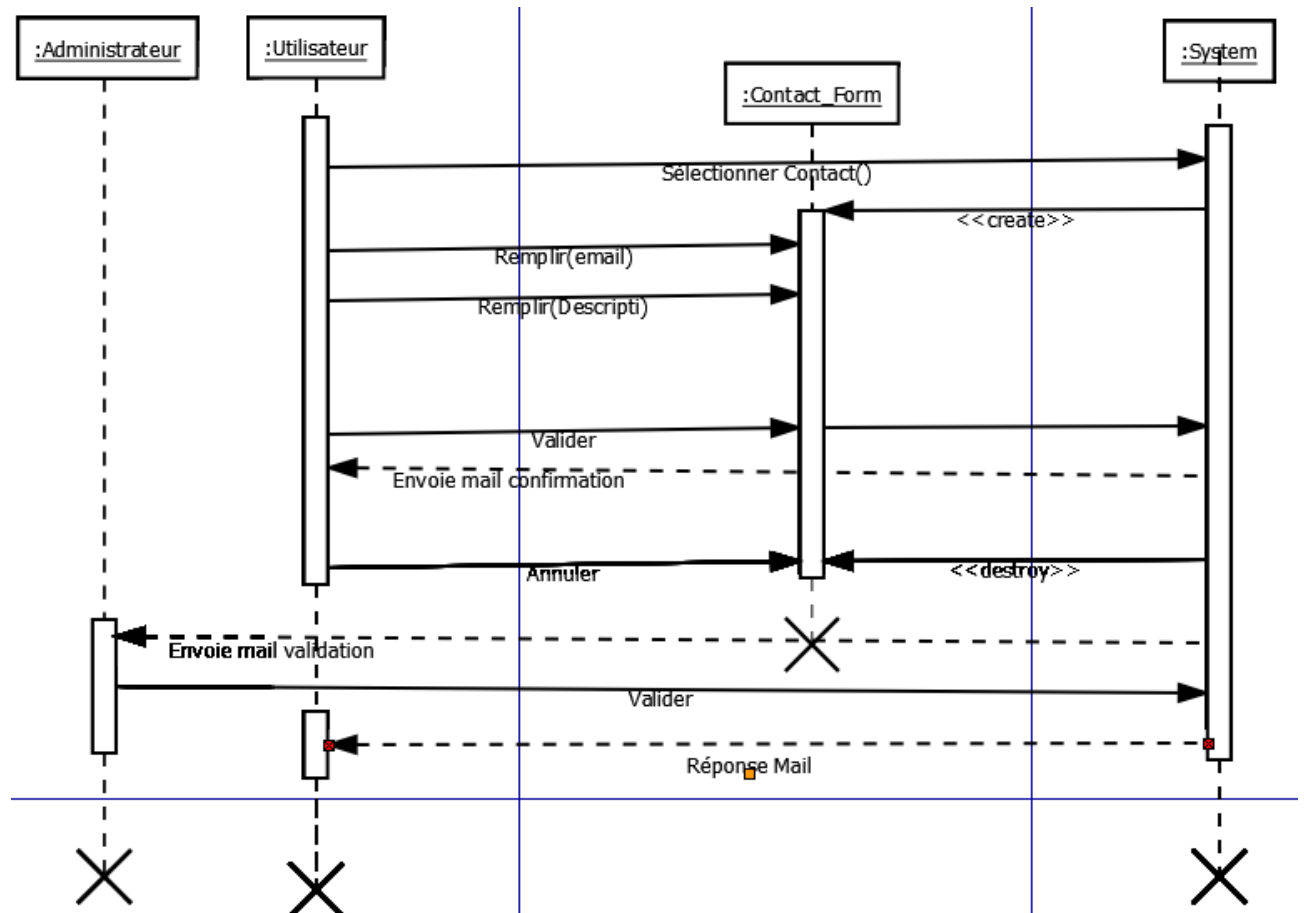 :Administrateur
:Utilisateur
:System
:Contact_Form
Sélectionner Contact()
<<create>>
Remplir(email)
Remplir(Descripti)
Valider
Envoie mail confirmation
Annuler
<<destroy>>
Envoie mail validation
Valider
Réponse Mail